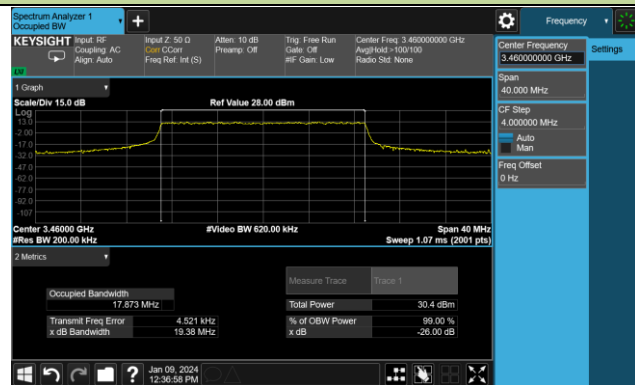 Spectrum Analyzer 1
Occupied BW
+
Frequency
KEYSIGHT
Input: RF
Coupling: AC
Align: Auto
Input Z: 50 Ω
Corr CCorr
Freq Ref: Int (S)
Atten: 10 dB
Preamp: Off
Trig: Free Run
Gate: Off
#IF Gain: Low
Center Freq: 3.460000000 GHz
Avg|Hold:>100/100
Radio Std: None
Center Frequency
3.460000000 GHz
Settings
Span
40.000 MHz
CF Step
4.000000 MHz
Auto
Man
Freq Offset
0 Hz
1 Graph
Scale/Div 15.0 dB
Ref Value 28.00 dBm
Log
13.0
-2.00
-17.0
-32.0
-47.0
-62.0
-77.0
-92.0
-107
Center 3.46000 GHz
#Video BW 620.00 kHz
Span 40 MHz
#Res BW 200.00 kHz
Sweep 1.07 ms (2001 pts)
2 Metrics
Measure Trace
Trace 1
Occupied Bandwidth
17.873 MHz
Total Power
30.4 dBm
Transmit Freq Error
4.521 kHz
% of OBW Power
99.00 %
x dB Bandwidth
19.38 MHz
x dB
-26.00 dB
?
Jan 09, 2024
12:36:58 PM